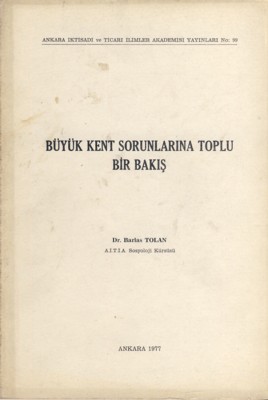 ANKARA İKTİSADİ ve TİCARİ İLİMLER AKADEMİSİ YAYINLARI Nr: 99
BÜYÜK KENT SORUNLARINA TOPLU
BİR BAKIŞ
Dr. Barlas TOLAN
A.İ.T.İ.A Sosyoloji Kürsüsü
ANKARA 1977